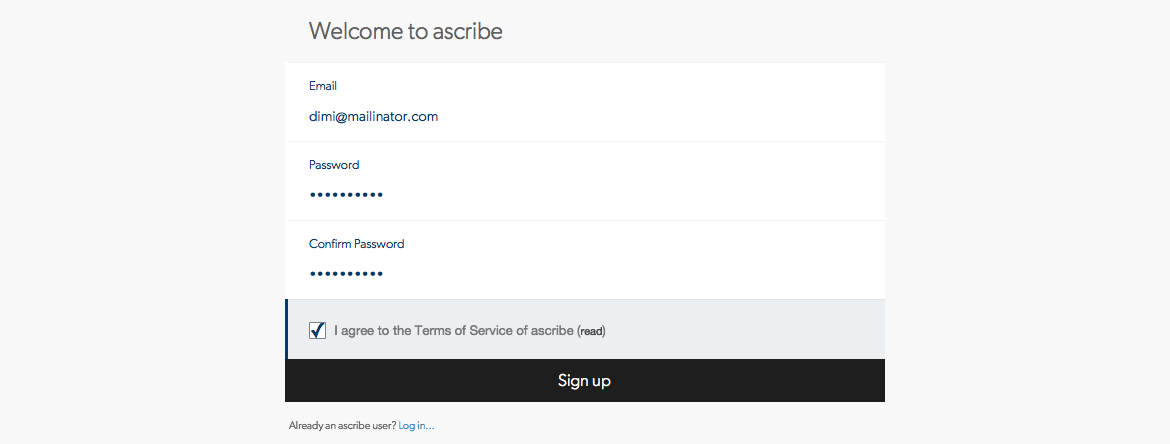 Welcome to ascribe
Email
dimi@mailinator.com
Password
••••••••••
Confirm Password
••••••••••
I agree to the Terms of Service of ascribe (read)
Sign up
Already an ascribe user? Log in...